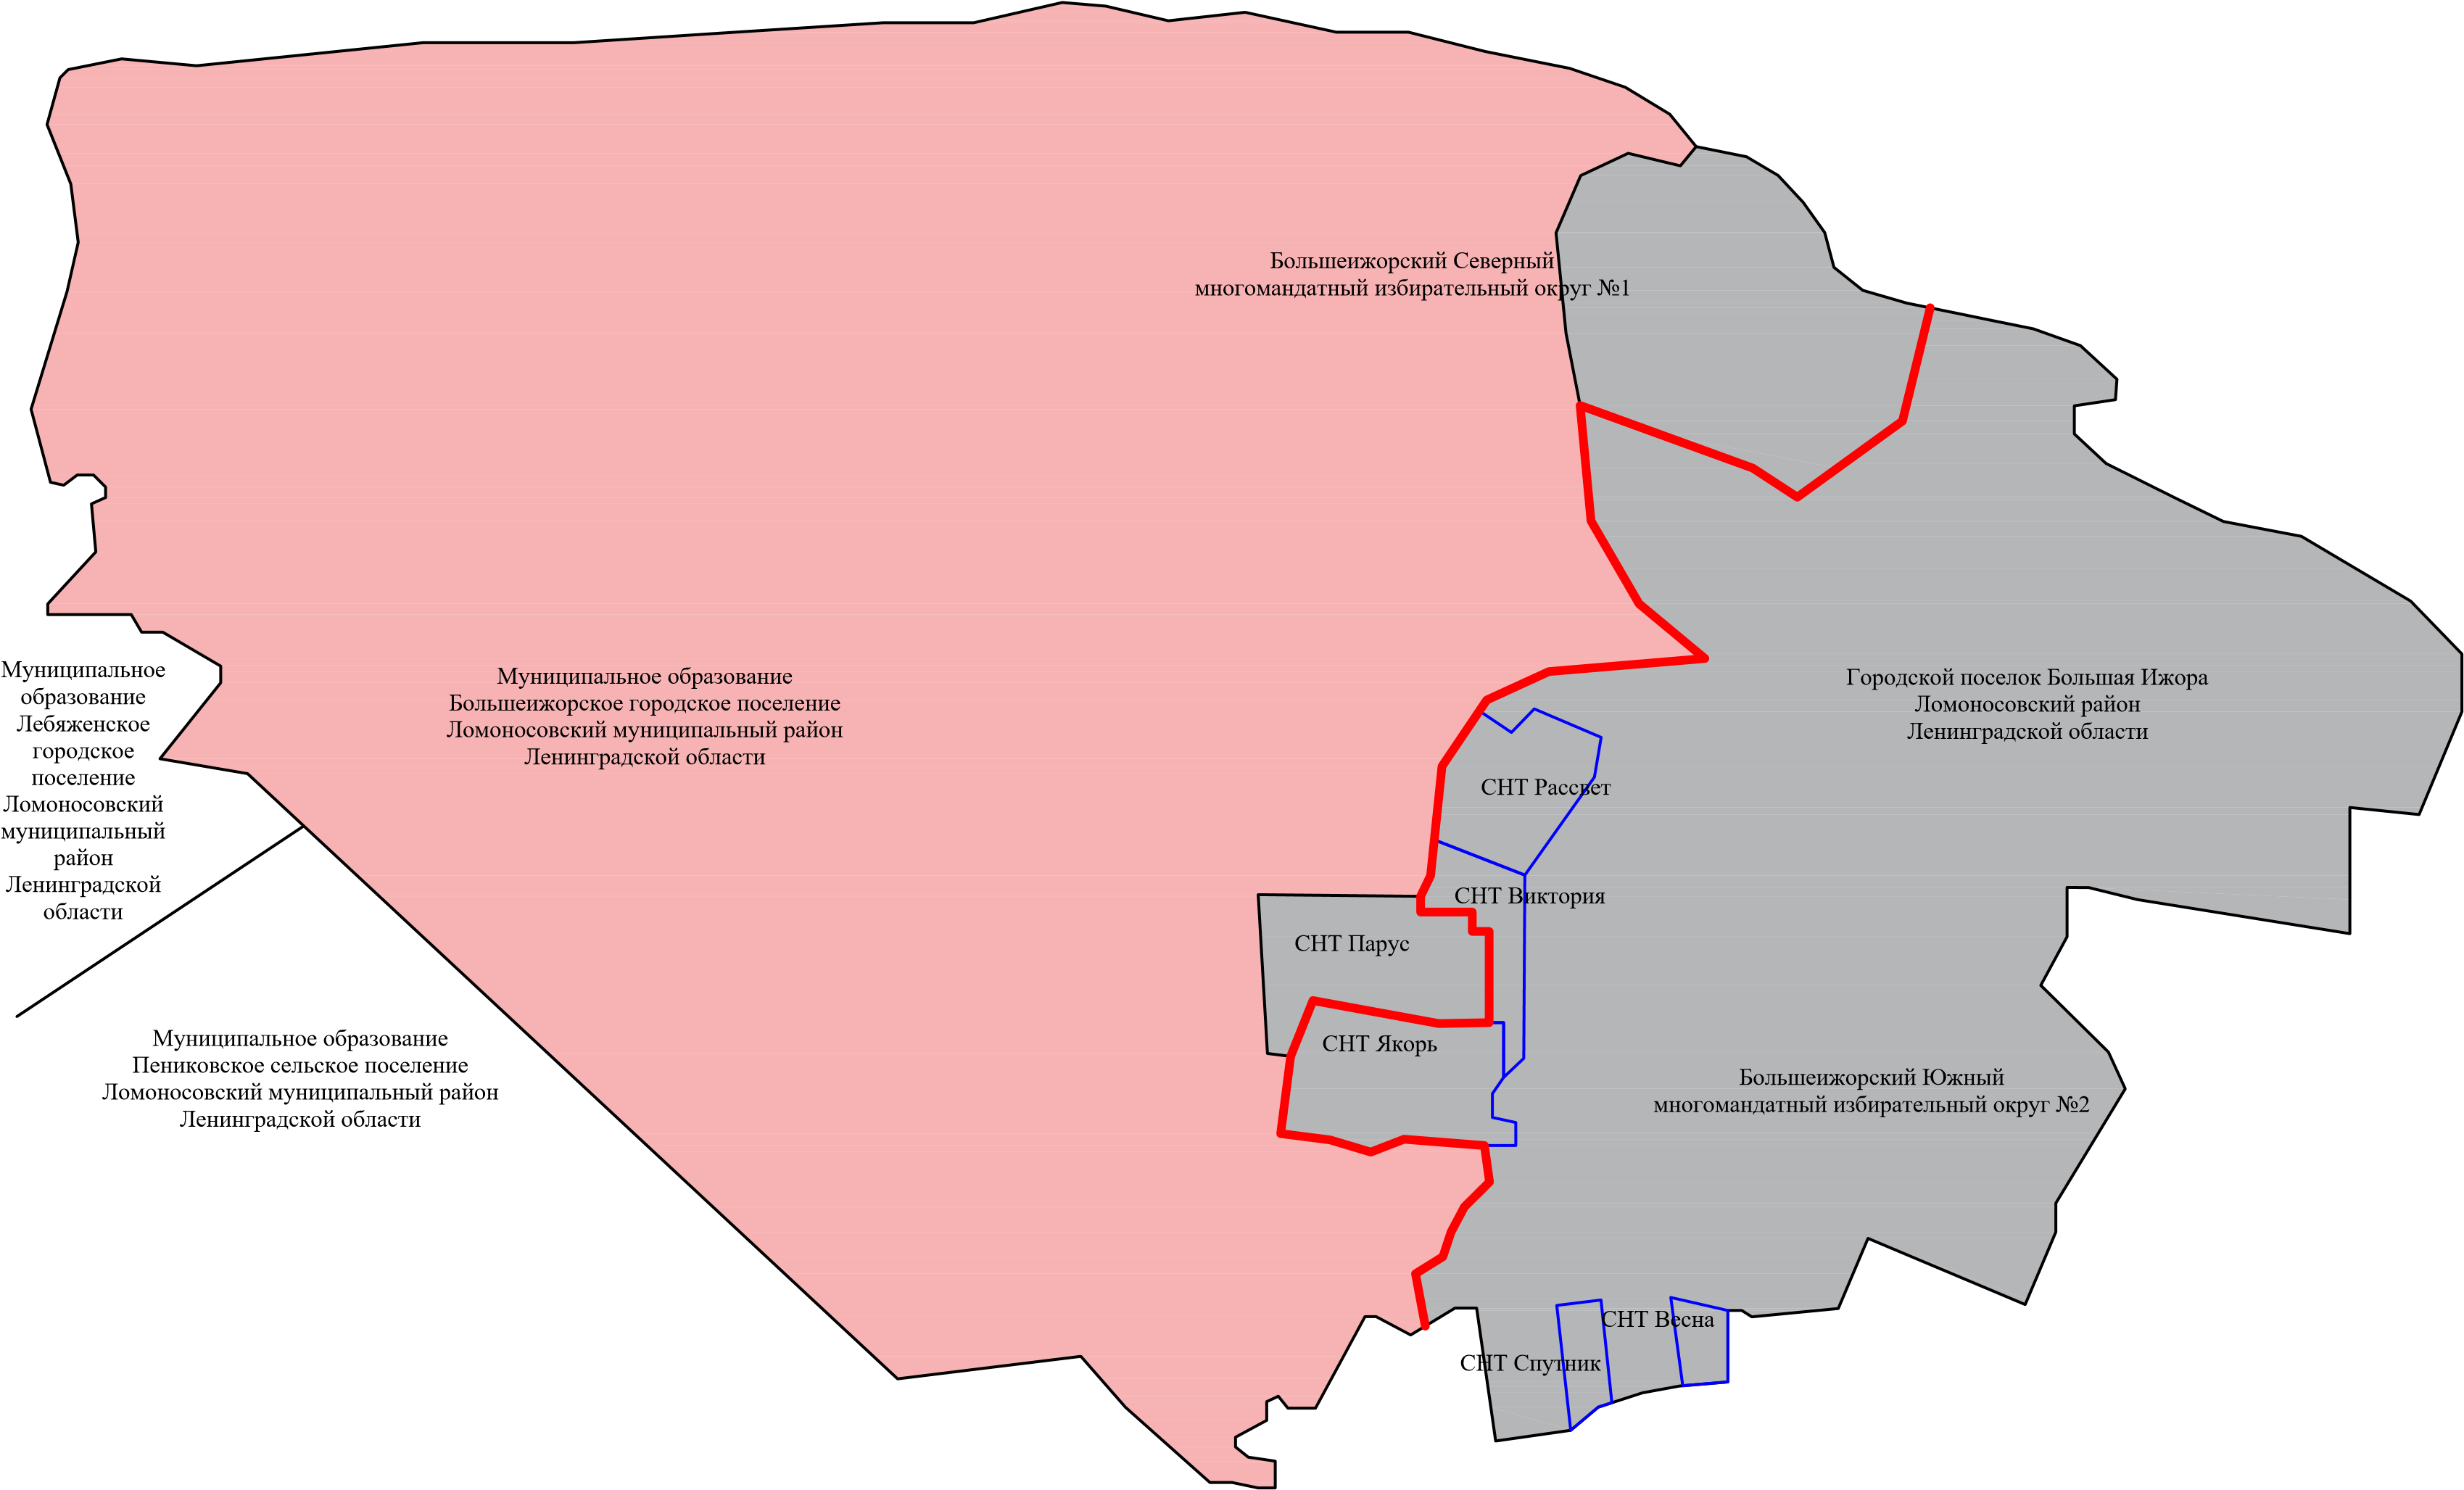 Большеижорский Северный
многомандатный избирательный округ №1
Муниципальное
образование
Лебяженское
городское
поселение
Ломоносовский
муниципальный
район
Ленинградской
области
Муниципальное образование
Большеижорское городское поселение
Ломоносовский муниципальный район
Ленинградской области
Городской поселок Большая Ижора
Ломоносовский район
Ленинградской области
СНТ Рассвет
СНТ Виктория
СНТ Парус
СНТ Якорь
Муниципальное образование
Пениковское сельское поселение
Ломоносовский муниципальный район
Ленинградской области
Большеижорский Южный
многомандатный избирательный округ №2
СНТ Весна
СНТ Спутник